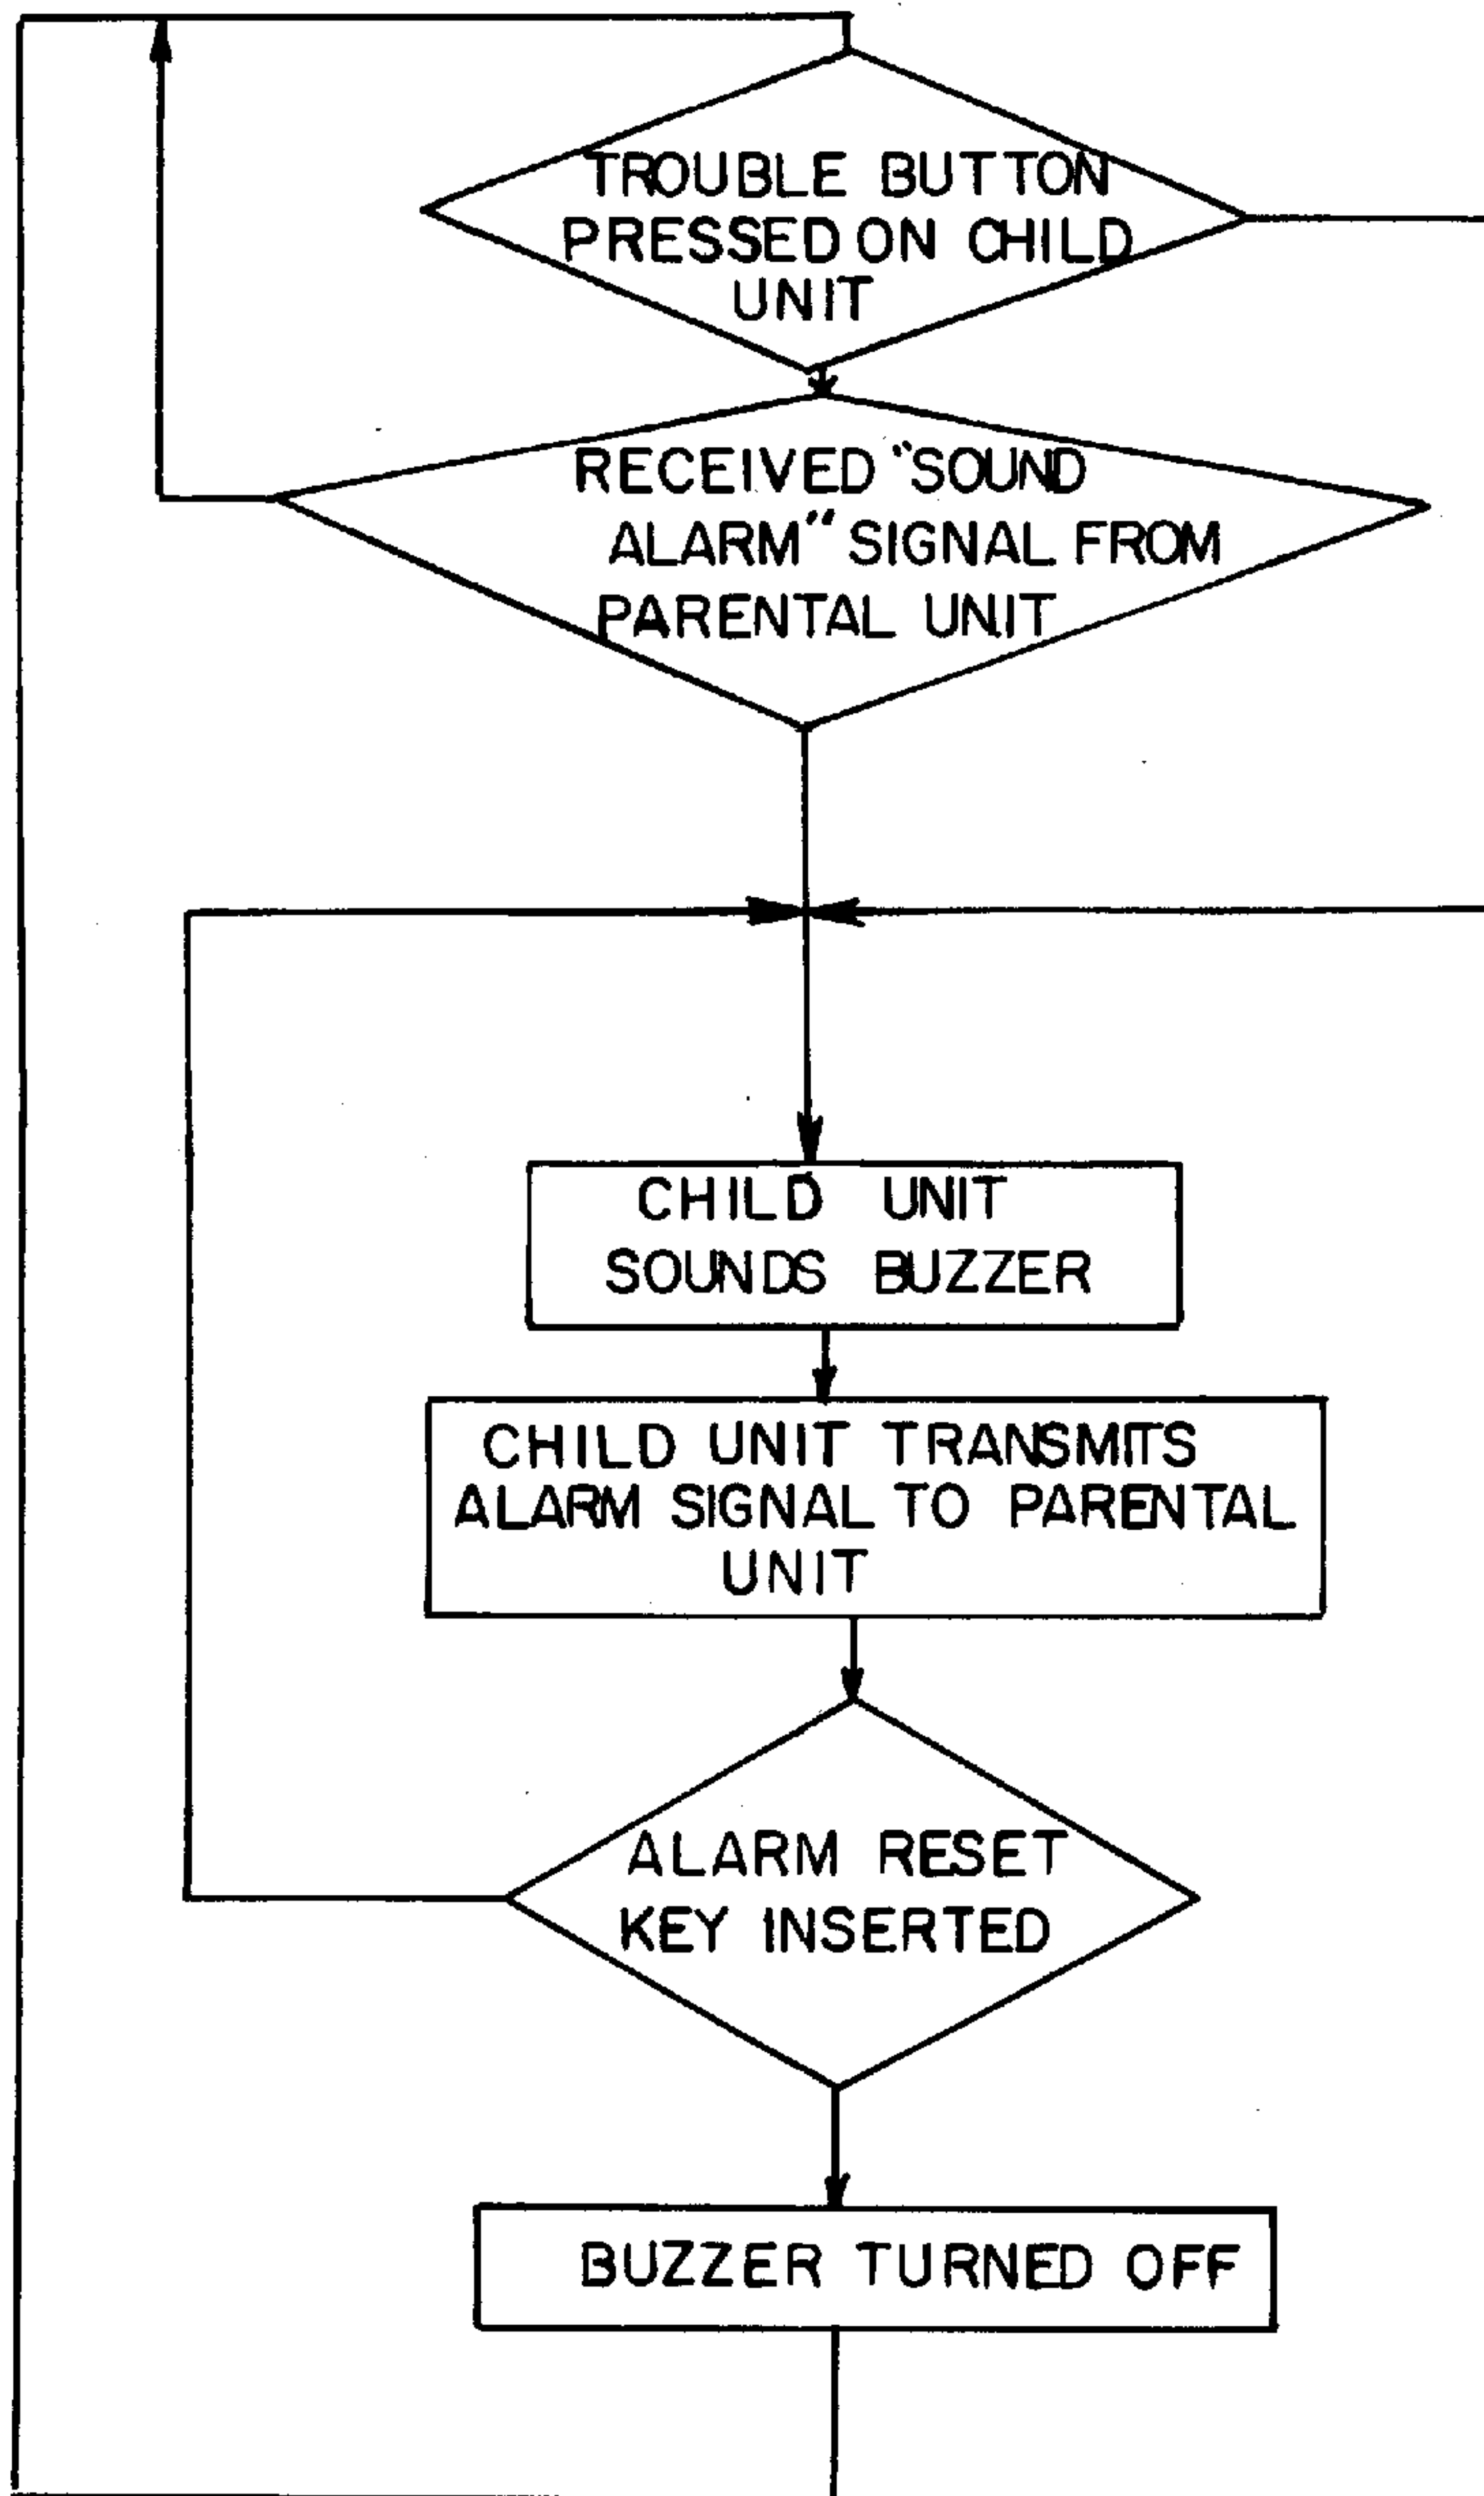 TROUBLE BUTTON
PRESSED ON CHILD
UNIT
RECEIVED "SOUND
ALARM" SIGNAL FROM
PARENTAL UNIT
CHILD UNIT
SOUNDS BUZZER
CHILD UNIT TRANSMITS
ALARM SIGNAL TO PARENTAL
UNIT
ALARM RESET
KEY INSERTED
BUZZER TURNED OFF